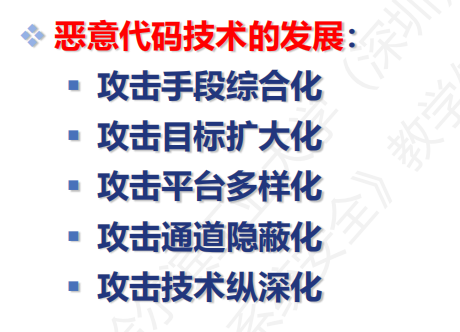 恶意代码技术的发展：
攻击手段综合化
攻击目标扩大化
攻击平台多样化
攻击通道隐蔽化
攻击技术纵深化